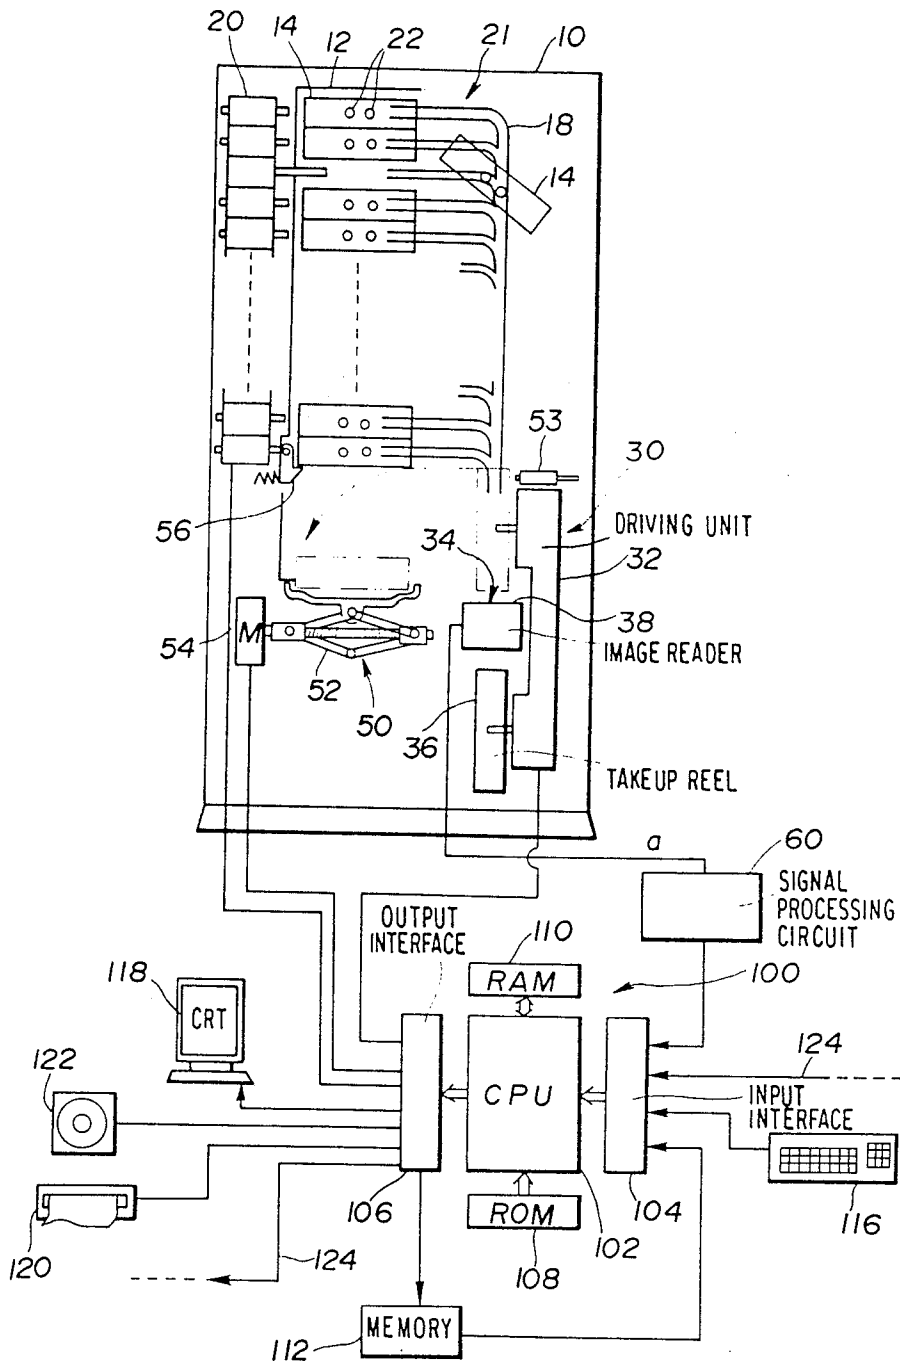 20
14
12
22
21
10
18
14
53
30
56
DRIVING UNIT
34
32
M
38
54
IMAGE READER
52
50
36
TAKEUP REEL
a
60
SIGNAL
PROCESSING
CIRCUIT
OUTPUT
INTERFACE
110
118
RAM
100
CRT
124
122
CPU
INPUT
INTERFACE
106
ROM
102
104
116
120
124
108
MEMORY
112